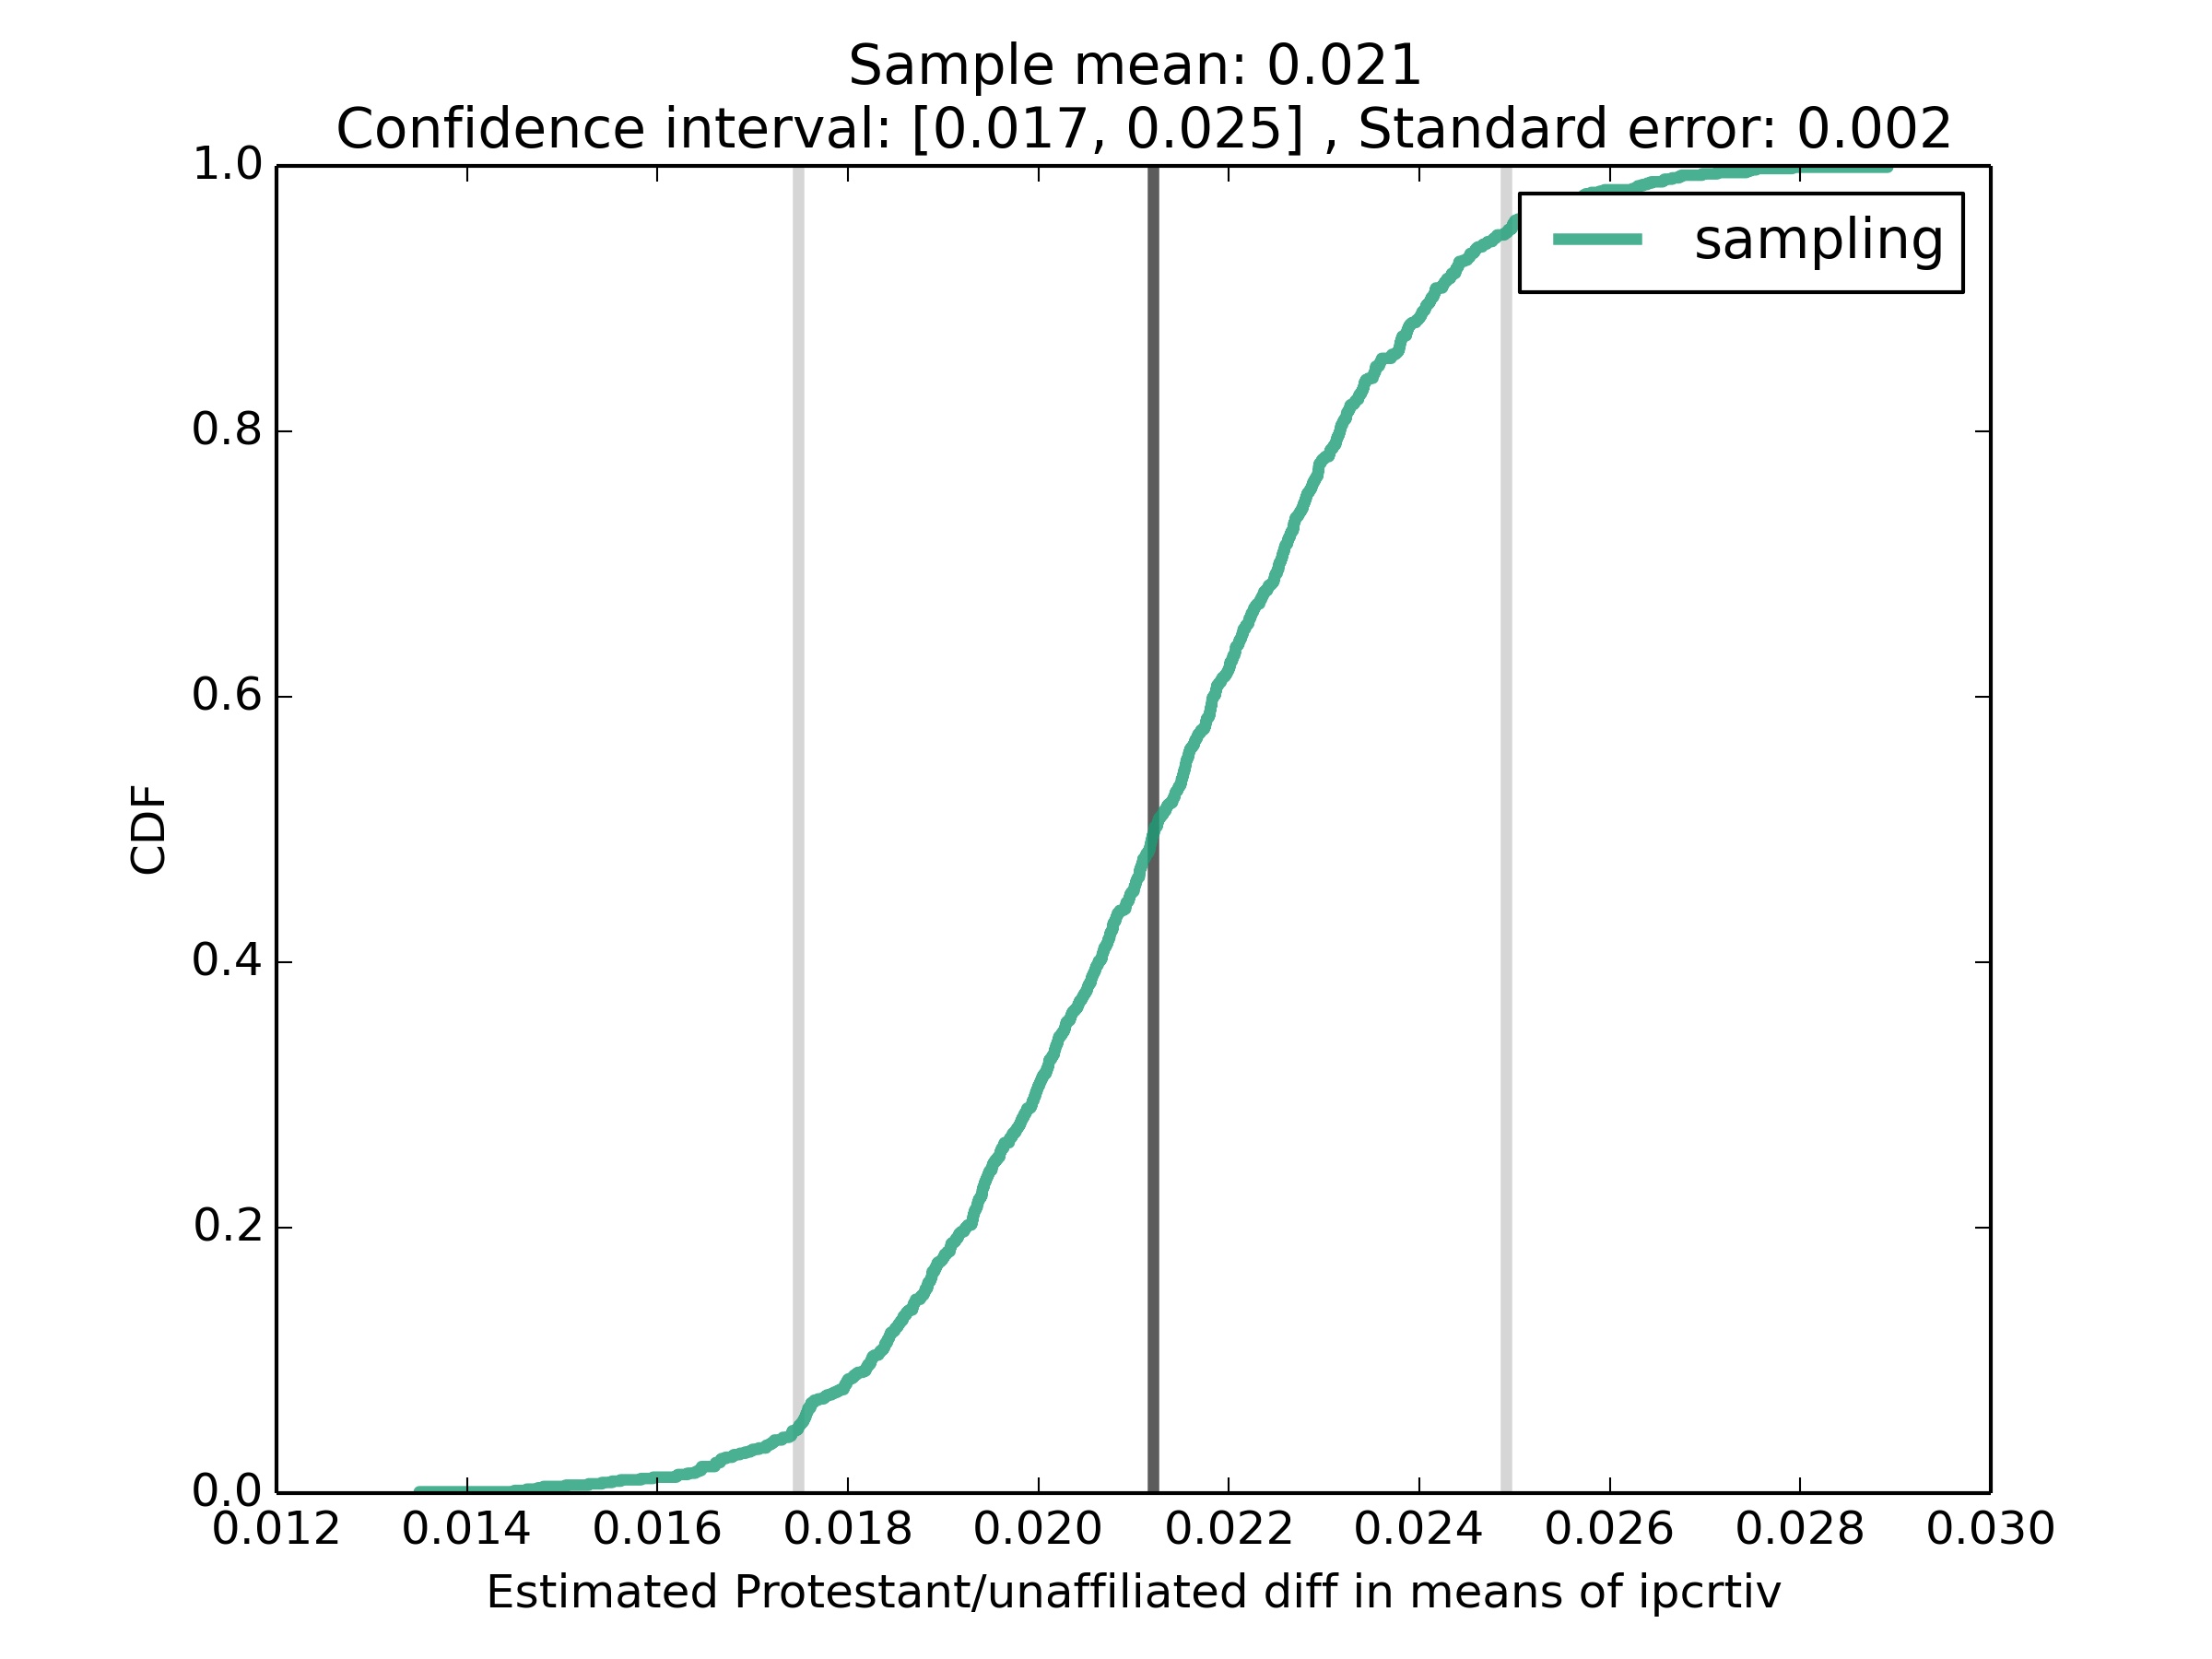 Sample mean: 0.021
Confidence interval: [0.017, 0.025] , Standard error: 0.002
1.0
sampling
0.8
0.6
CDF
0.4
0.2
0.0
0.012 0.014 0.016 0.018 0.020 0.022 0.024 0.026 0.028 0.030
Estimated Protestant/unaffiliated diff in means of ipcrtiv